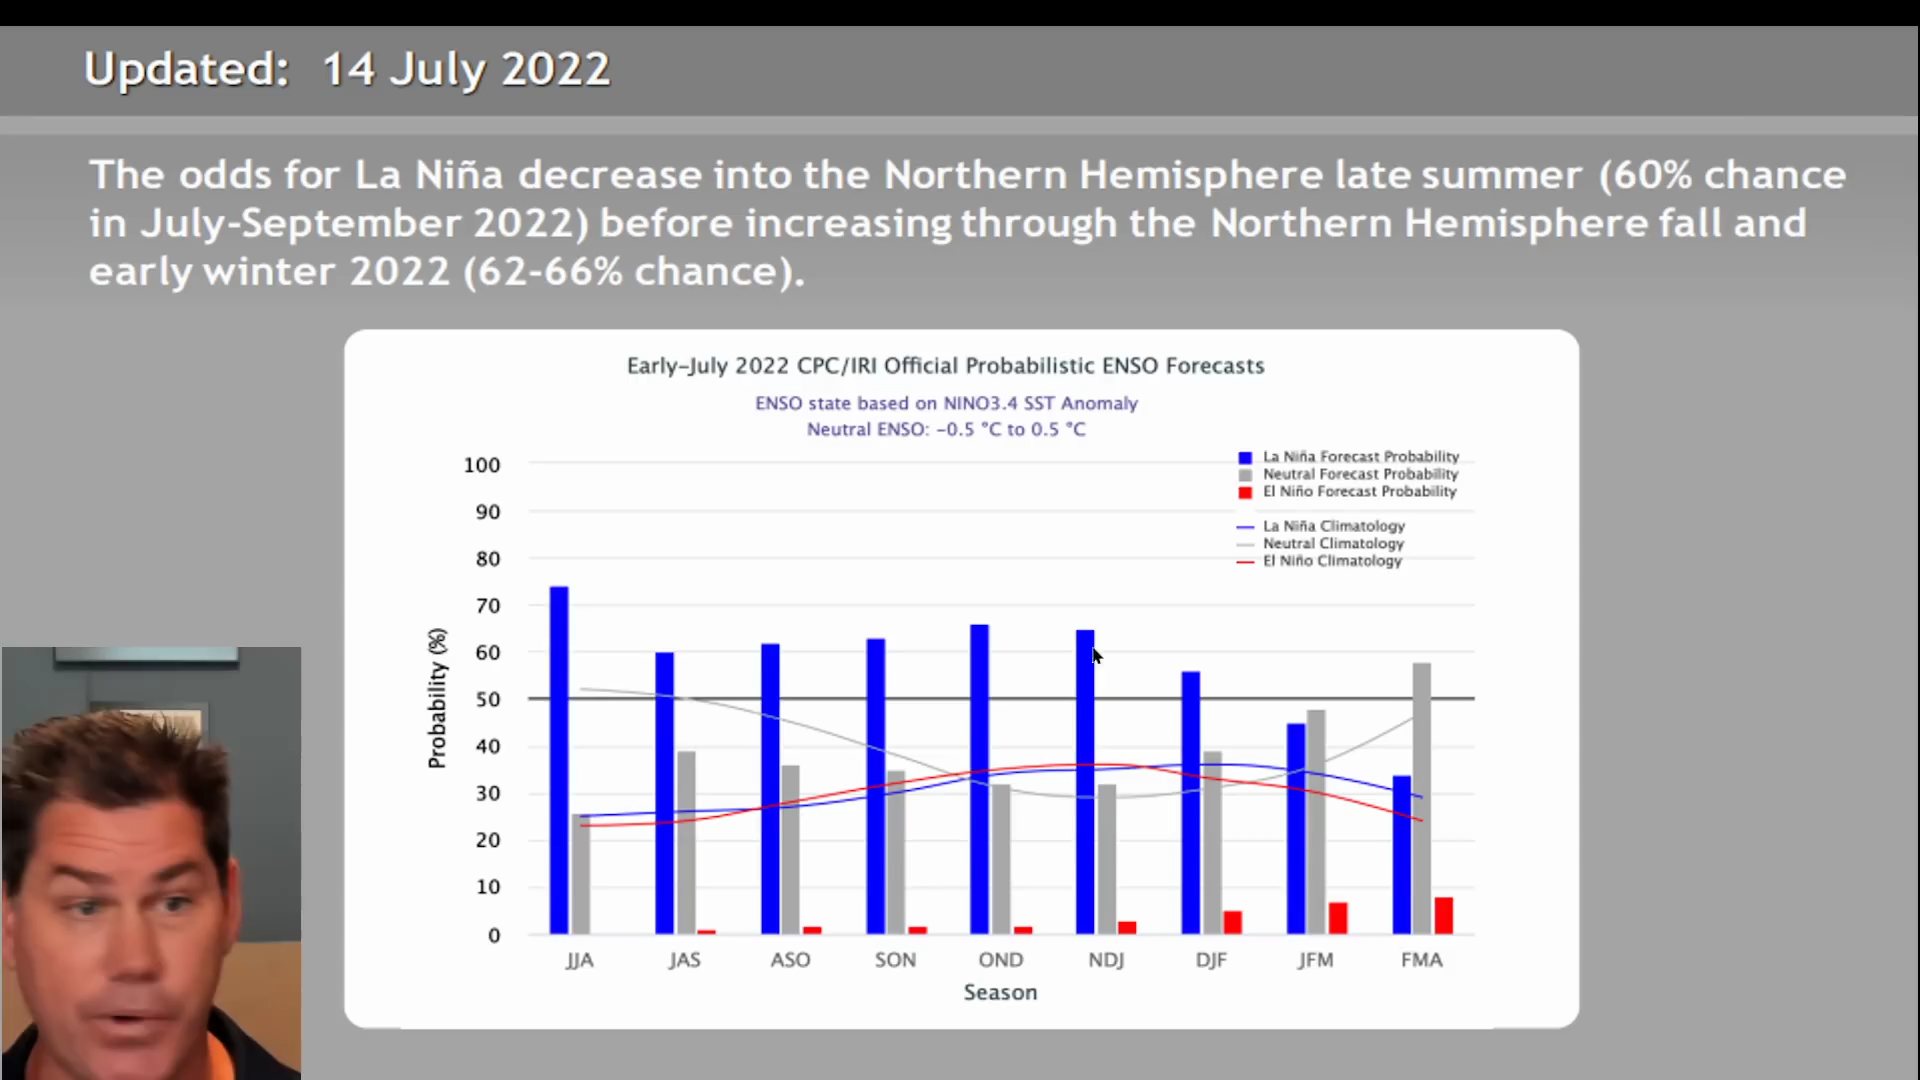 Updated: 14 July 2022
The odds for La Niña decrease into the Northern Hemisphere late summer (60% chance
in July-September 2022) before increasing through the Northern Hemisphere fall and
early winter 2022 (62-66% chance).
Early-July 2022 CPC/IRI Official Probabilistic ENSO Forecasts
ENSO state based on NINO3.4 SST Anomaly
Neutral ENSO: -0.5 °C to 0.5 °C
La Niña Forecast Probability
Neutral Forecast Probability
El Niño Forecast Probability
La Niña Climatology
Neutral Climatology
El Niño Climatology
Probability (%)
100
90
80
70
60
50
40
30
20
10
0
JJA JAS ASO SON OND NDJ DJF JFM FMA
Season